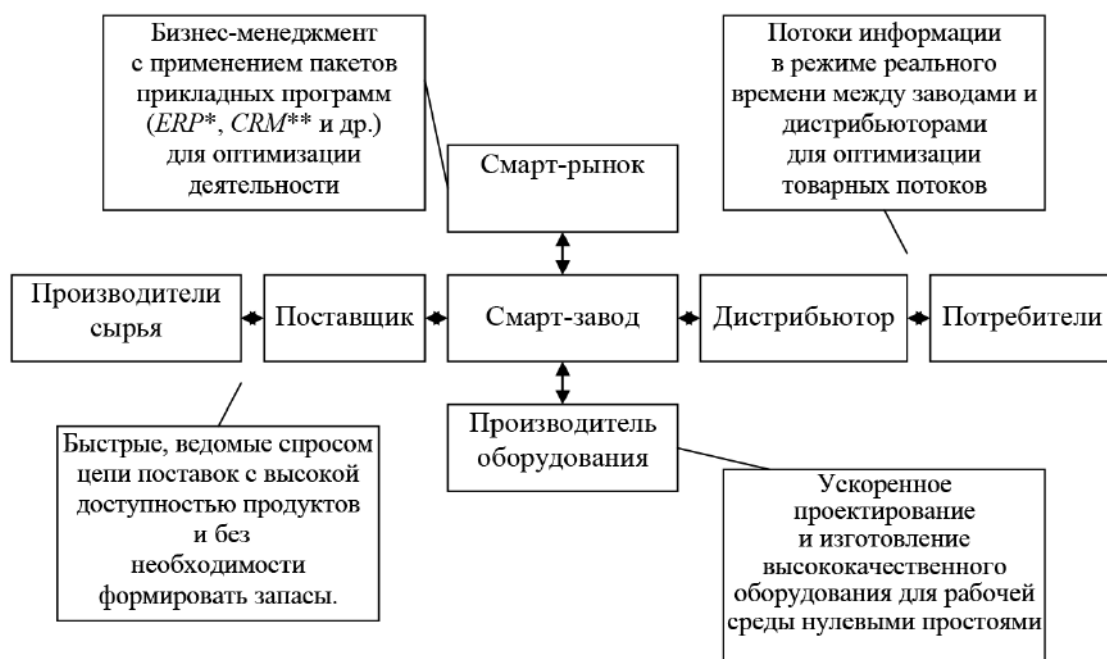 Бизнес-менеджмент
с применением пакетов
прикладных программ
(ERP*, CRM** и др.)
для оптимизации
деятельности
Потоки информации
в режиме реального
времени между заводами и
дистрибьюторами
для оптимизации
товарных потоков
Смарт-рынок
Производители
сырья
Поставщик
Смарт-завод
Дистрибьютор
Потребители
Производитель
оборудования
Быстрые, ведомые спросом
цепи поставок с высокой
доступностью продуктов
и без
необходимости
формировать запасы.
Ускоренное
проектирование
и изготовление
высококачественного
оборудования для рабочей
среды нулевыми простоями